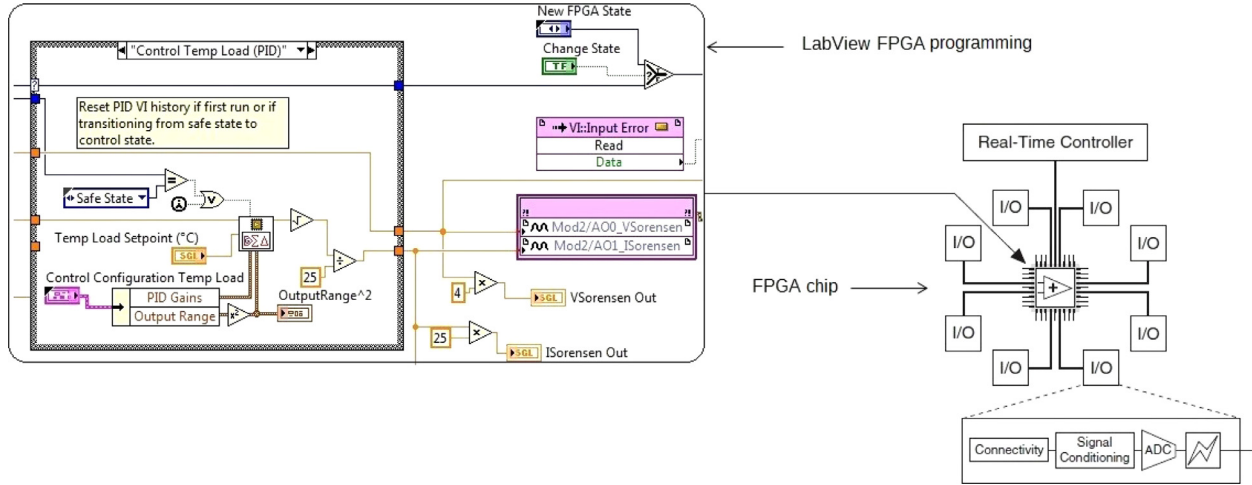 New FPGA State
"Control Temp Load (PID)"
Change State
TF
LabView FPGA programming
?
Reset PID VI history if first run or if
transitioning from safe state to
control state.
VI::Input Error
Read
Data
Real-Time Controller
Safe State
=
V
Mod2/AO0_VSorensen
Mod2/AO1_ISorensen
I/O
I/O
I/O
I/O
Temp Load Setpoint (°C)
SGL
÷
25
Control Configuration Temp Load
PID Gains
Output Range
x²
OutputRange^2
4
×
SGL
VSorensen Out
FPGA chip
+
I/O
I/O
25
×
SGL
ISorensen Out
I/O
I/O
Connectivity
Signal
Conditioning
ADC